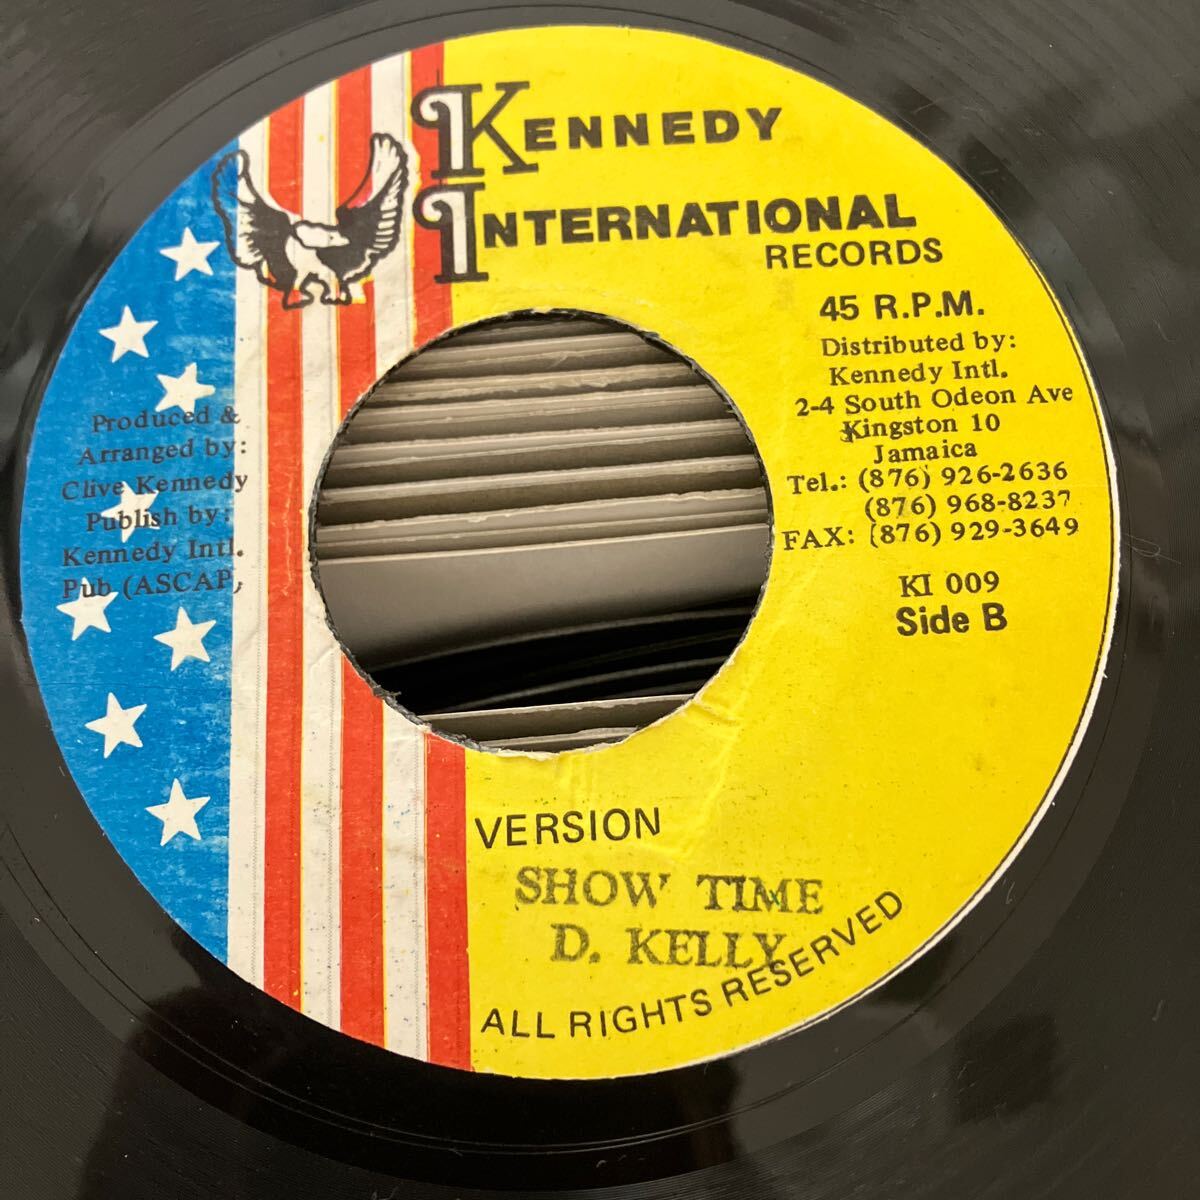 KENNEDY
INTERNATIONAL
RECORDS
45 R.P.M.
Distributed by:
Kennedy Intl.
2-4 South Odeon Ave
Kingston 10
Jamaica
Tel.: (876) 926-2636
(876) 968-8237
FAX: (876) 929-3649
KI 009
Side B
Produced &
Arranged by:
Clive Kennedy
Publish by:
Kennedy Intl.
Pub (ASCAP)
VERSION
SHOW TIME
D. KELLY
ALL RIGHTS RESERVED